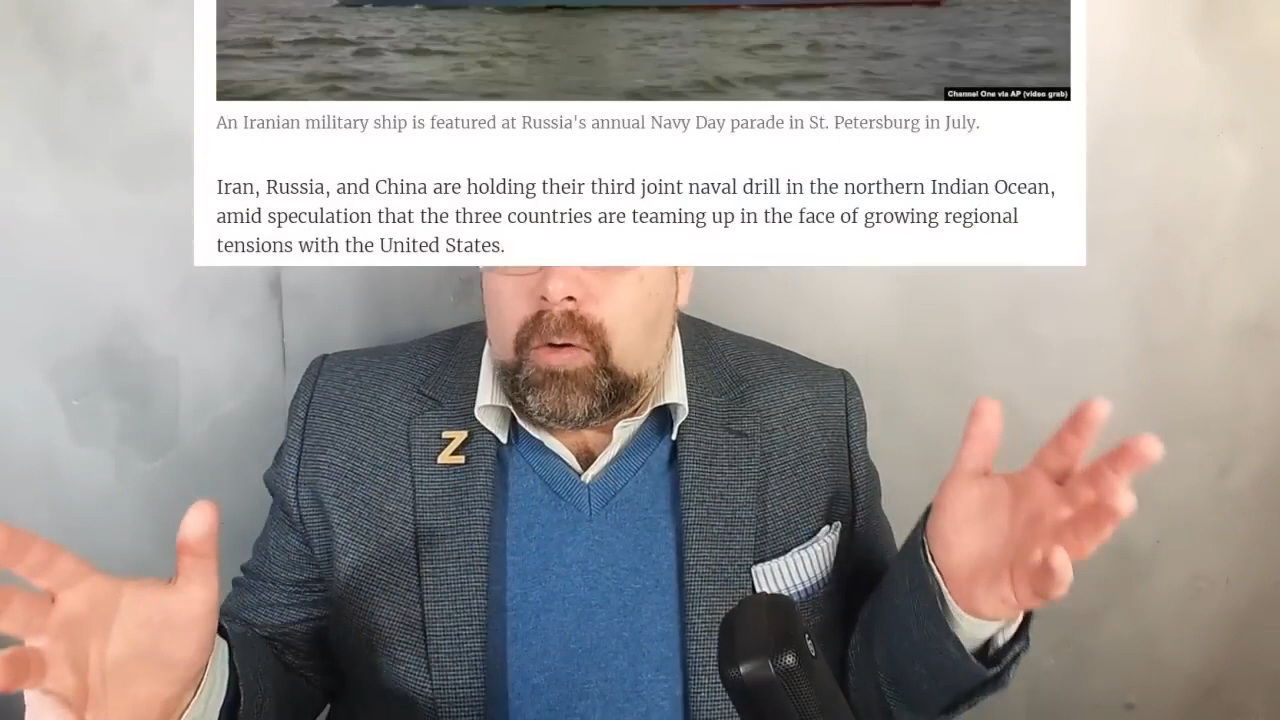 Channel One via AP (video grab)
An Iranian military ship is featured at Russia's annual Navy Day parade in St. Petersburg in July.
Iran, Russia, and China are holding their third joint naval drill in the northern Indian Ocean,
amid speculation that the three countries are teaming up in the face of growing regional
tensions with the United States.
Z